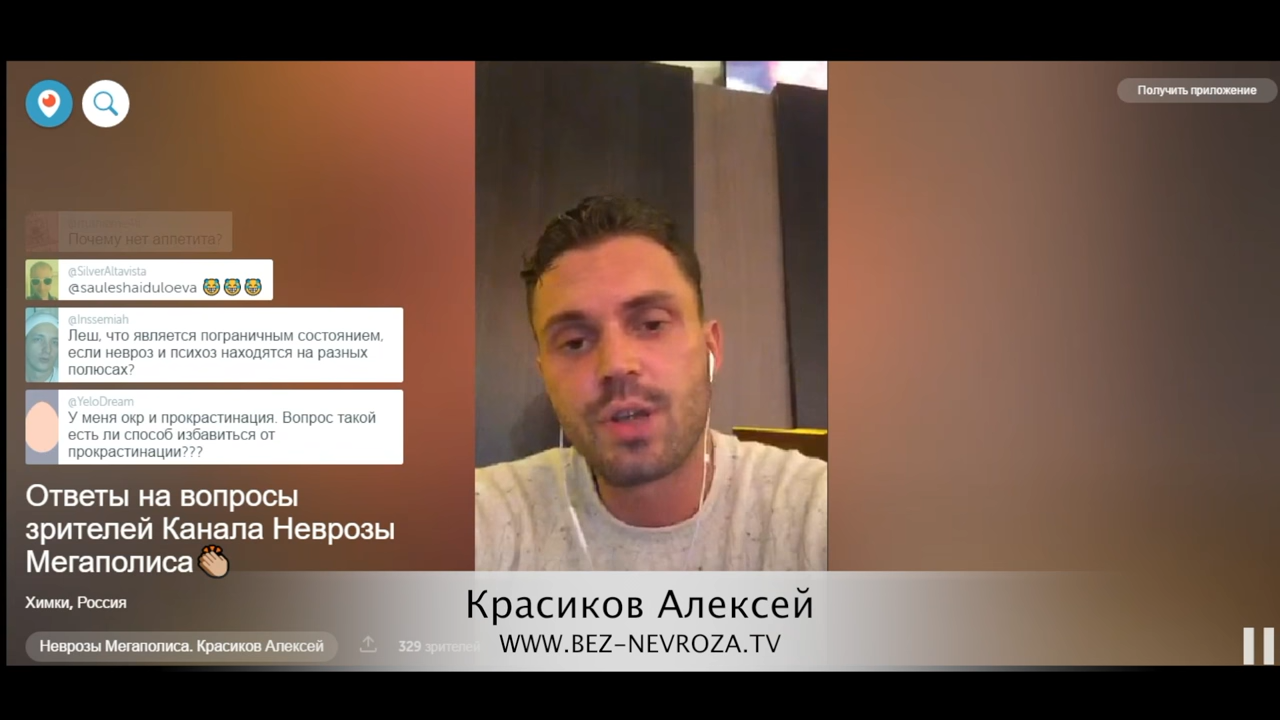 Получить приложение
Почему нет аппетита?
@SilverAltavista
@sauleshaiduloeva
@Inssemiah
Леш, что является пограничным состоянием,
если невроз и психоз находятся на разных
полюсах?
@YeloDream
У меня окр и прокрастинация. Вопрос такой
есть ли способ избавиться от
прокрастинации???
Ответы на вопросы
зрителей Канала Неврозы
Мегаполиса
Химки, Россия
Неврозы Мегаполиса. Красиков Алексей
329 зрителей
Красиков Алексей
WWW.BEZ-NEVROZA.TV